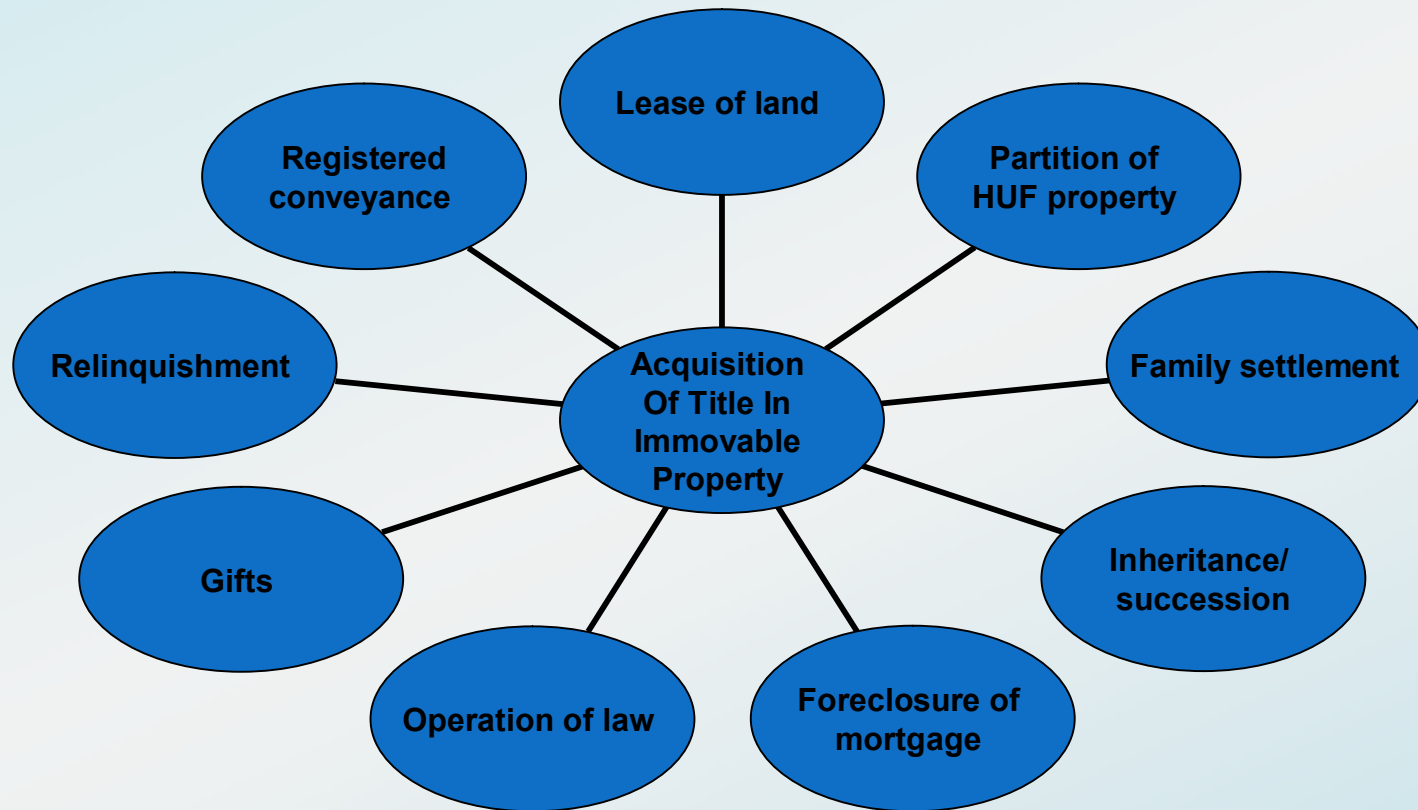 Lease of land
Registered
conveyance
Partition of
HUF property
Relinquishment
Acquisition
Of Title In
Immovable
Property
Family settlement
Gifts
Inheritance/
succession
Operation of law
Foreclosure of
mortgage